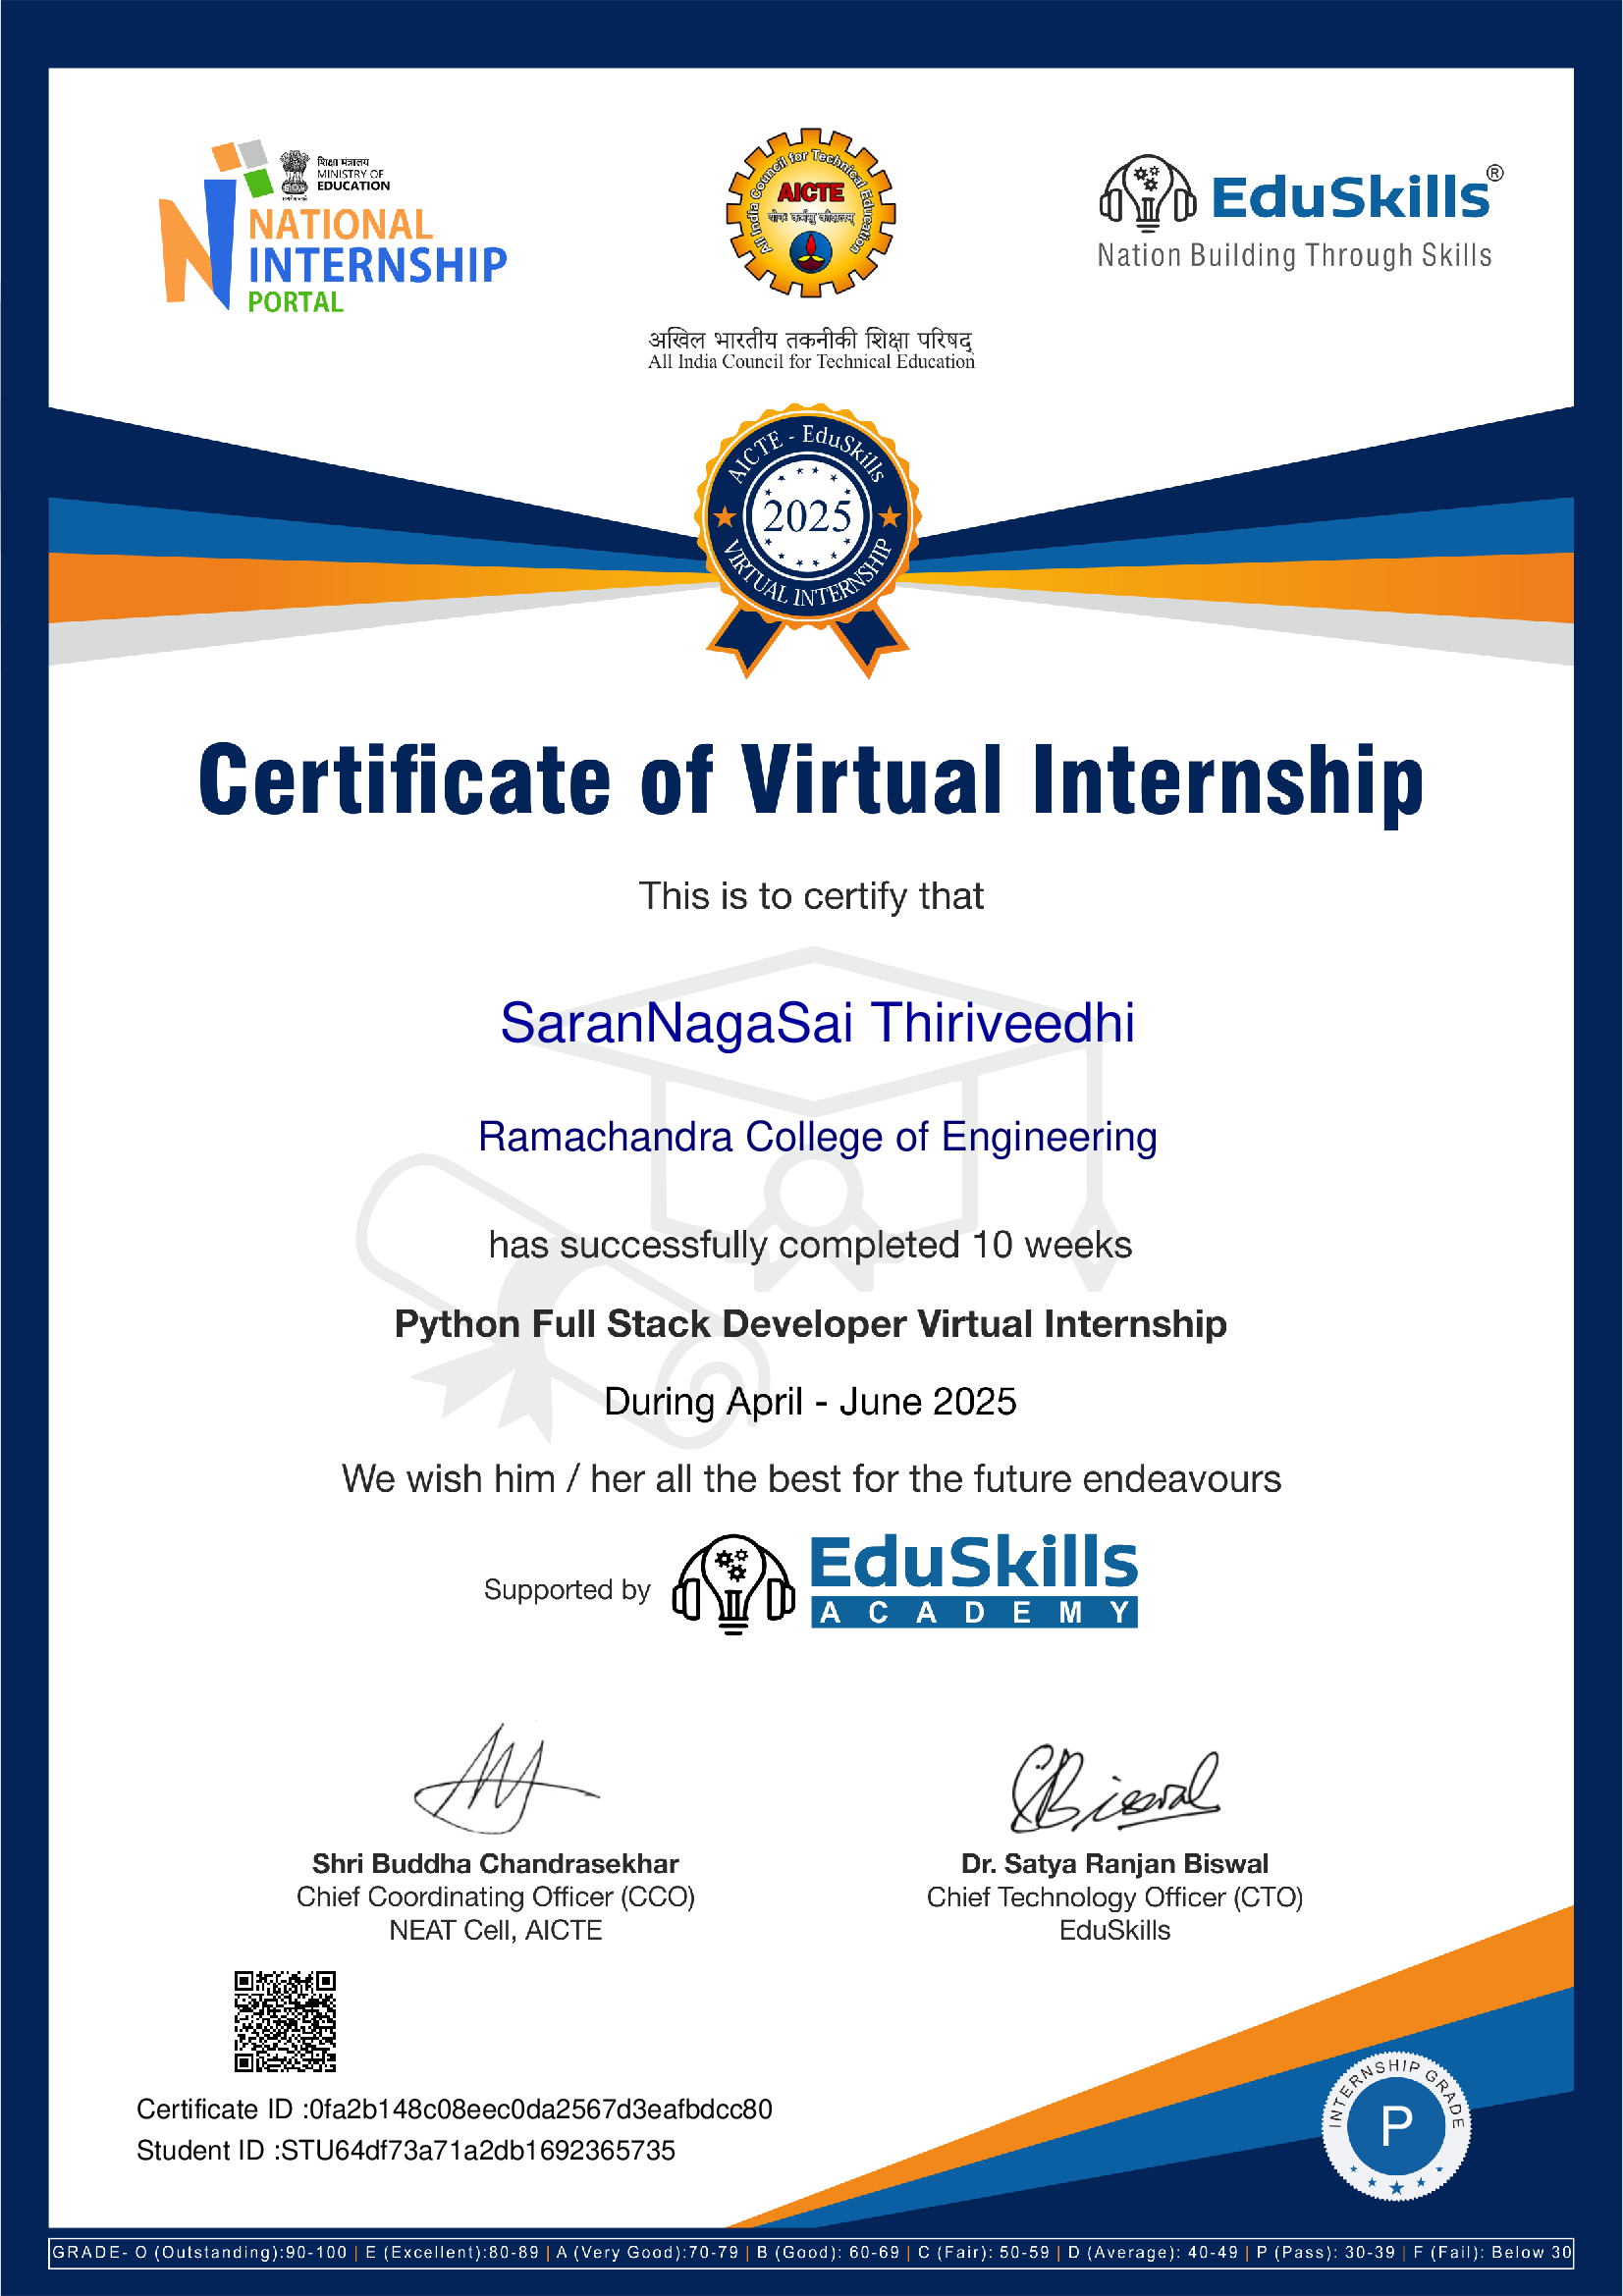 शिक्षा मंत्रालय
MINISTRY OF
EDUCATION
NATIONAL
INTERNSHIP
PORTAL
All India Council for Technical Education
AICTE
योगः कर्मसु कौशलम्
अखिल भारतीय तकनीकी शिक्षा परिषद्
All India Council for Technical Education
EduSkills®
Nation Building Through Skills
AICTE - EduSkills
2025
VIRTUAL INTERNSHIP
Certificate of Virtual Internship
This is to certify that
SaranNagaSai Thiriveedhi
Ramachandra College of Engineering
has successfully completed 10 weeks
Python Full Stack Developer Virtual Internship
During April - June 2025
We wish him / her all the best for the future endeavours
Supported by
EduSkills
ACADEMY
Shri Buddha Chandrasekhar
Chief Coordinating Officer (CCO)
NEAT Cell, AICTE
Dr. Satya Ranjan Biswal
Chief Technology Officer (CTO)
EduSkills
Certificate ID :0fa2b148c08eec0da2567d3eafbdcc80
Student ID :STU64df73a71a2db1692365735
INTERNSHIP GRADE
P
GRADE- O (Outstanding):90-100 | E (Excellent):80-89 | A (Very Good):70-79 | B (Good): 60-69 | C (Fair): 50-59 | D (Average): 40-49 | P (Pass): 30-39 | F (Fail): Below 30